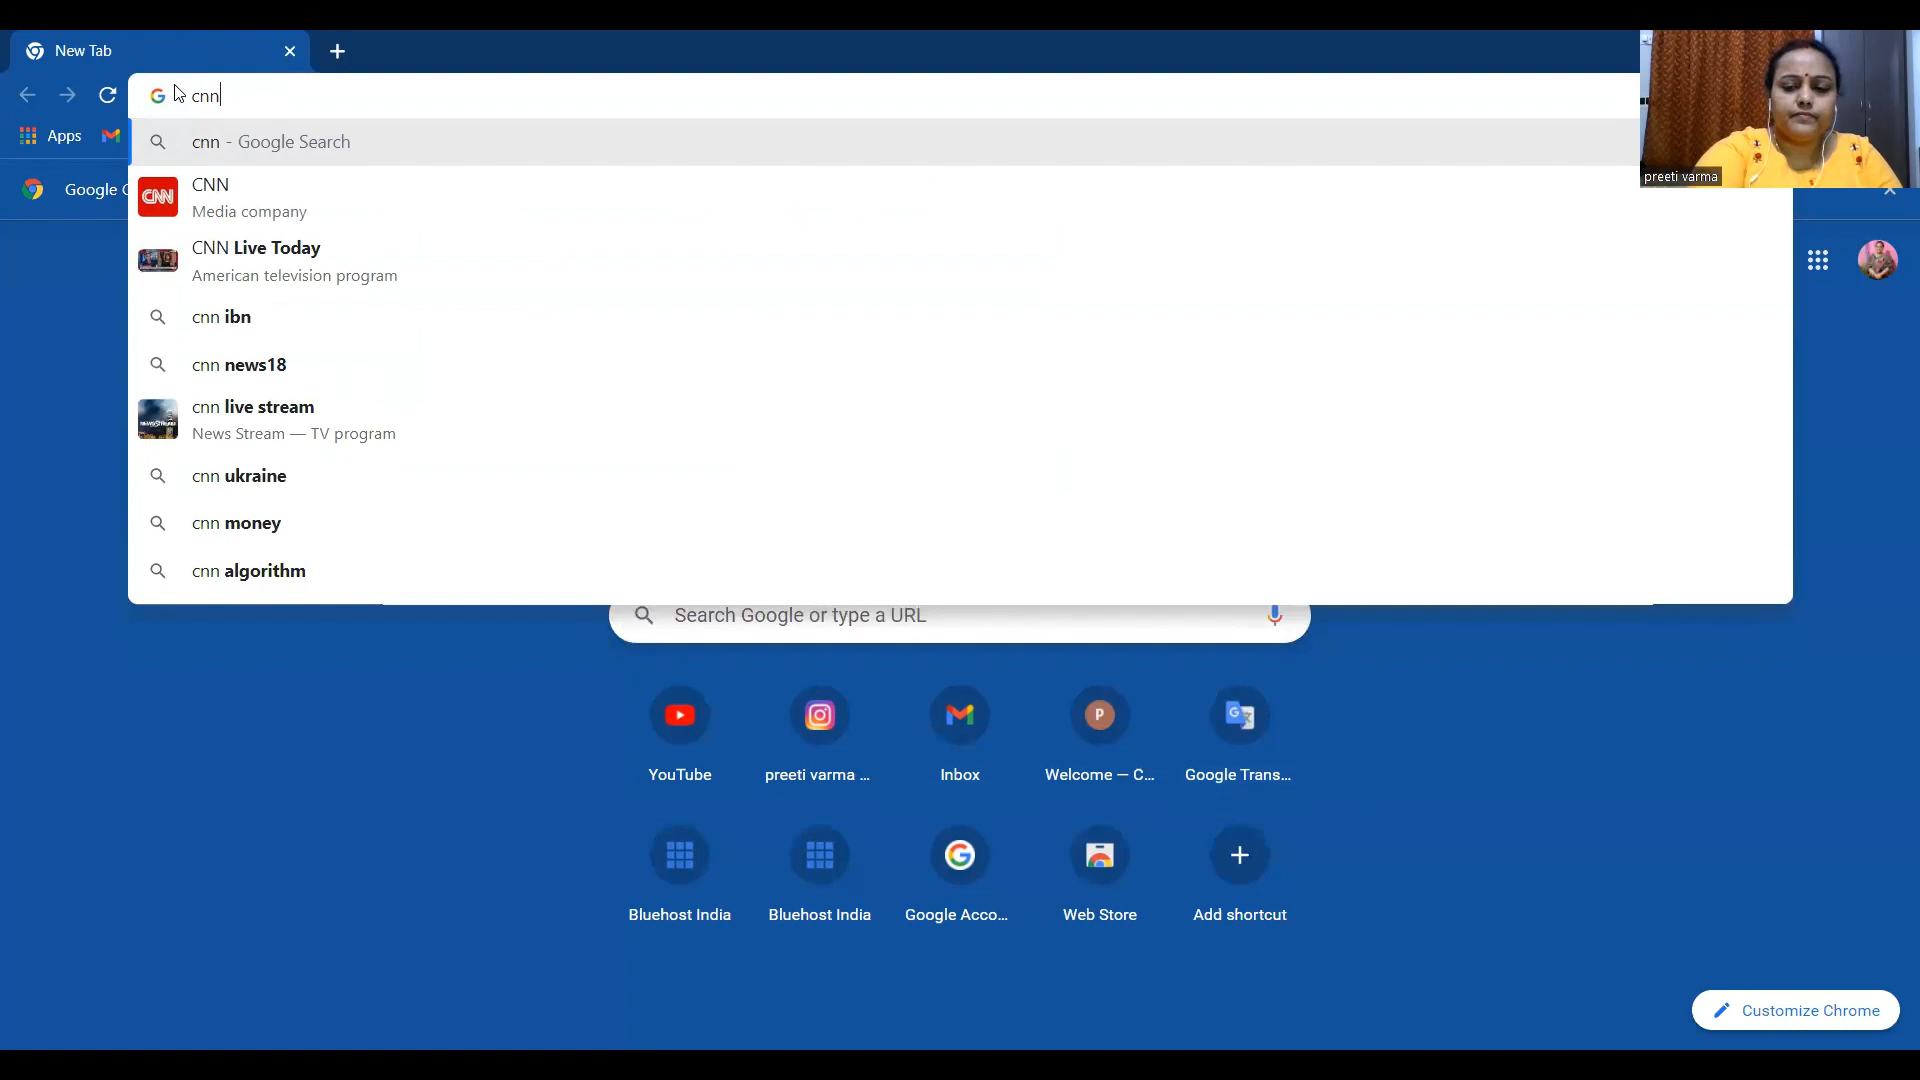 New Tab
cnn
Apps
cnn - Google Search
CNN
CNN
Media company
Google C
CNN Live Today
American television program
cnn ibn
cnn news18
cnn live stream
News Stream — TV program
cnn ukraine
cnn money
cnn algorithm
preeti varma
Search Google or type a URL
P
YouTube
preeti varma ...
Inbox
Welcome — C...
Google Trans...
Bluehost India
Bluehost India
Google Acco...
Web Store
Add shortcut
Customize Chrome